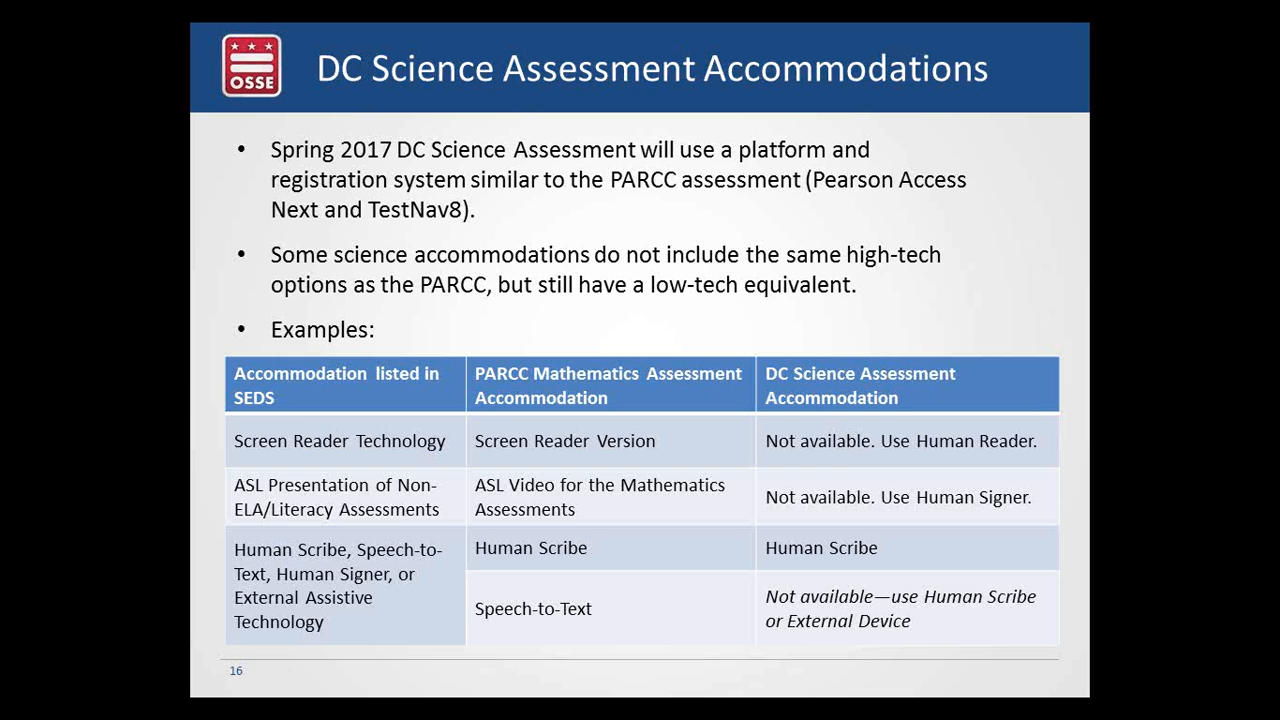 OSSE
DC Science Assessment Accommodations
• Spring 2017 DC Science Assessment will use a platform and
registration system similar to the PARCC assessment (Pearson Access
Next and TestNav8).
• Some science accommodations do not include the same high-tech
options as the PARCC, but still have a low-tech equivalent.
• Examples:
Accommodation listed in
SEDS
PARCC Mathematics Assessment
Accommodation
DC Science Assessment
Accommodation
Screen Reader Technology
Screen Reader Version
Not available. Use Human Reader.
ASL Presentation of Non-
ELA/Literacy Assessments
ASL Video for the Mathematics
Assessments
Not available. Use Human Signer.
Human Scribe, Speech-to-
Text, Human Signer, or
External Assistive
Technology
Human Scribe
Human Scribe
Speech-to-Text
Not available—use Human Scribe
or External Device
16